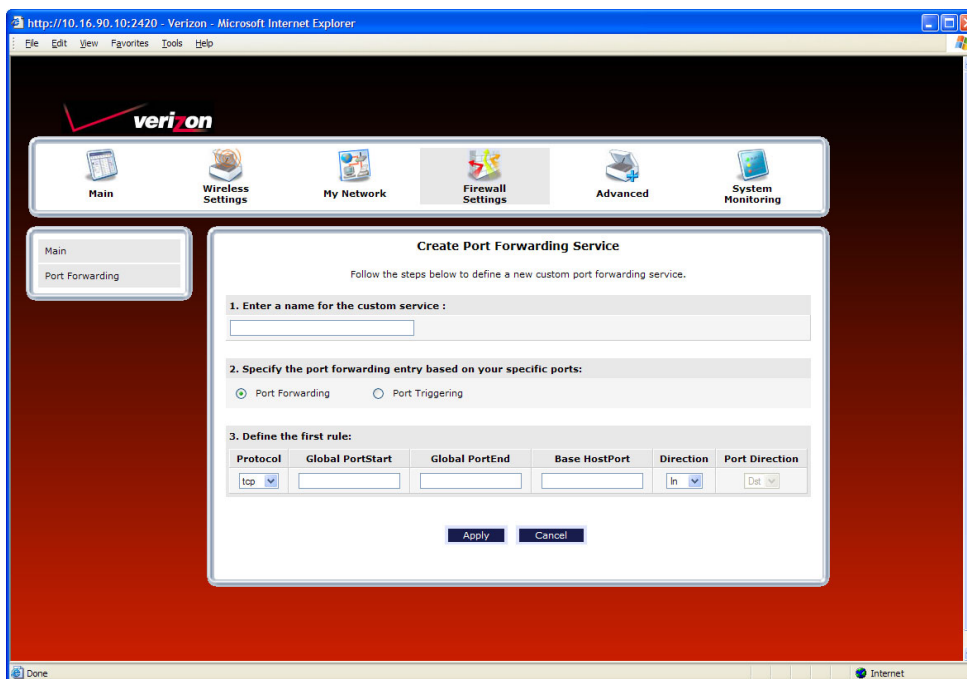 http://10.16.90.10:2420 - Verizon - Microsoft Internet Explorer
File Edit View Favorites Tools Help
verizon
Main
Wireless Settings
My Network
Firewall Settings
Advanced
System Monitoring
Main
Port Forwarding
Create Port Forwarding Service
Follow the steps below to define a new custom port forwarding service.
1. Enter a name for the custom service :
2. Specify the port forwarding entry based on your specific ports:
Port Forwarding Port Triggering
3. Define the first rule:
Protocol Global PortStart Global PortEnd Base HostPort Direction Port Direction
tcp In Dst
Apply Cancel
Done Internet